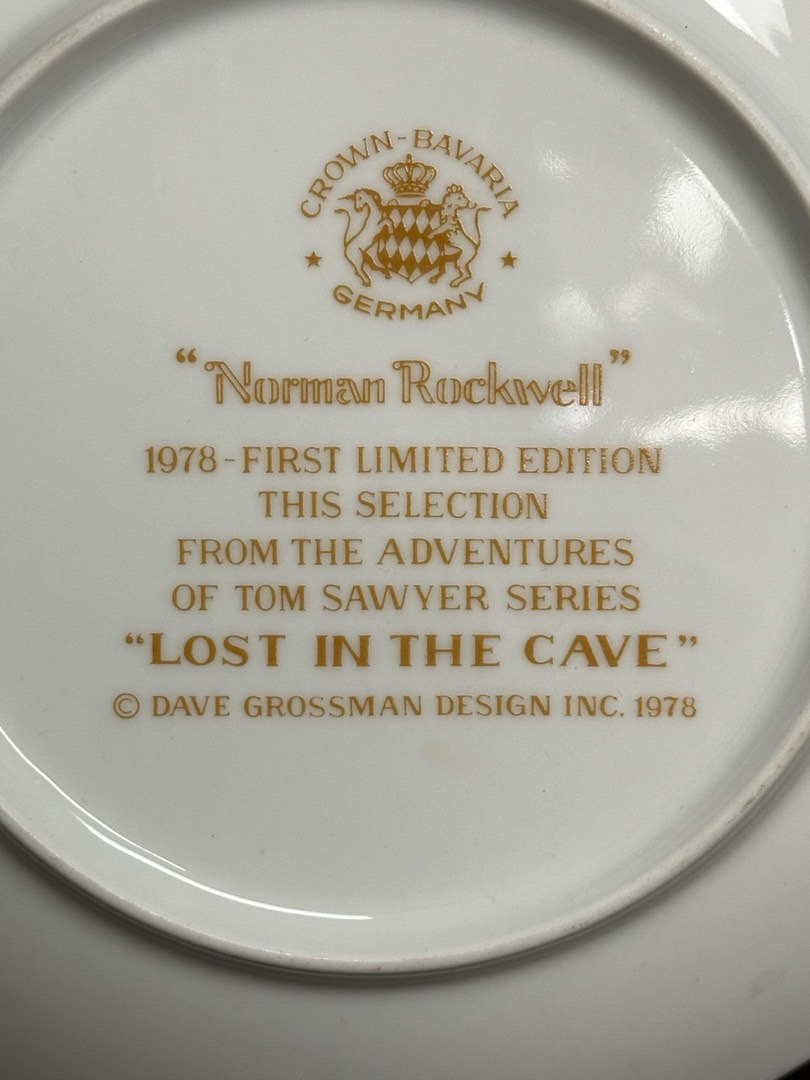 CROWN-BAVARIA
GERMANY
“Norman Rockwell”
1978-FIRST LIMITED EDITION
THIS SELECTION
FROM THE ADVENTURES
OF TOM SAWYER SERIES
“LOST IN THE CAVE”
© DAVE GROSSMAN DESIGN INC. 1978